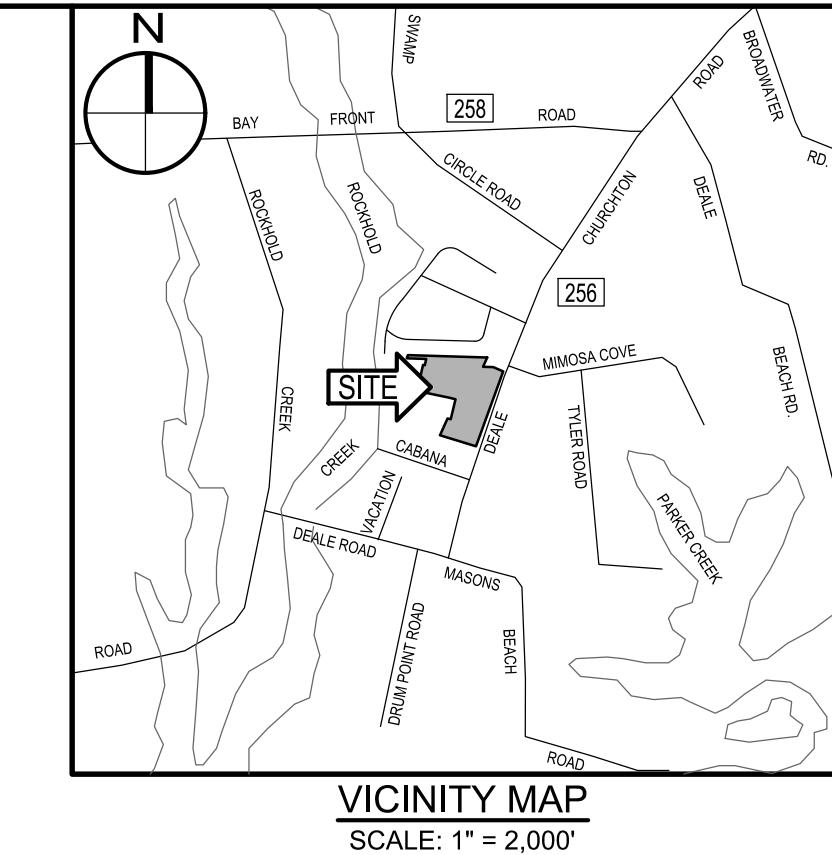 N
SWAMP
BROADWATER
RD.
ROAD
258
BAY FRONT ROAD
CIRCLE ROAD
ROCKHOLD
ROCKHOLD
CHURCHTON
DEALE
256
MIMOSA COVE
BEACH RD.
SITE
CREEK
DEALE
TYLER ROAD
CABANA
CREEK
VACATION
PARKER CREEK
DEALE ROAD
MASONS
DRUM POINT ROAD
BEACH
ROAD
ROAD
VICINITY MAP
SCALE: 1" = 2,000'